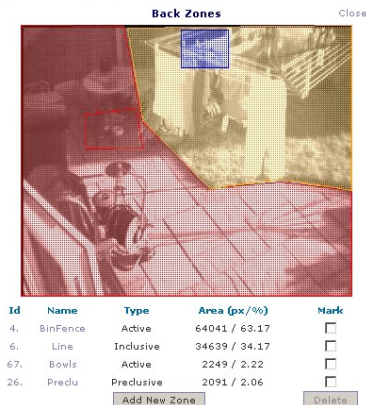 Back Zones Close
Id Name Type Area (px/%) Mark
4. BinFence Active 64041 / 63.17
6. Line Inclusive 34639 / 34.17
67. Bowls Active 2249 / 2.22
26. Preclu Preclusive 2091 / 2.06
Add New Zone Delete